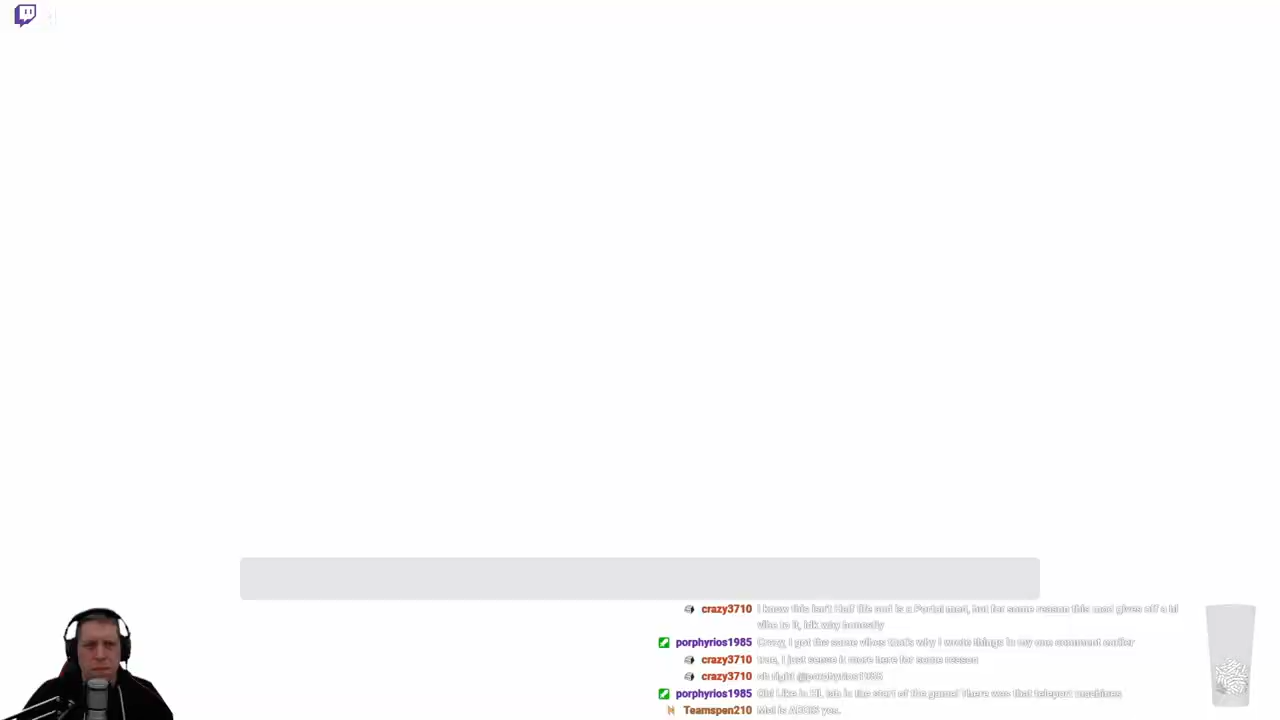 crazy3710 I know this isn't Half life and is a Portal mod, but for some reason this mod gives off a hl
vibe to it, idk why honestly
porphyrios1985 Crazy, I got the same vibes that's why I wrote things in my one comment earlier
crazy3710 true, I just sense it more here for some reason
crazy3710 oh right @porphyrios1985
porphyrios1985 Oh! Like in HL lab in the start of the game! There was that teleport machines
Teamspen210 Mel is yes.